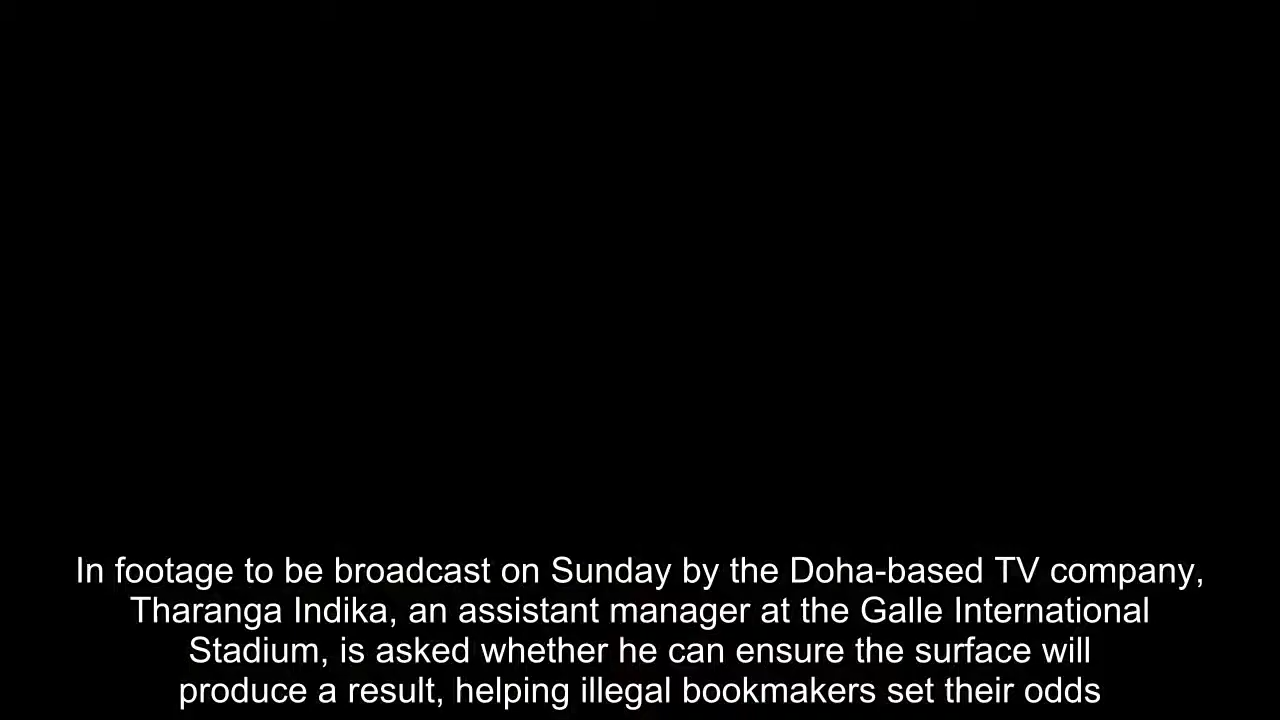 In footage to be broadcast on Sunday by the Doha-based TV company,
Tharanga Indika, an assistant manager at the Galle International
Stadium, is asked whether he can ensure the surface will
produce a result, helping illegal bookmakers set their odds